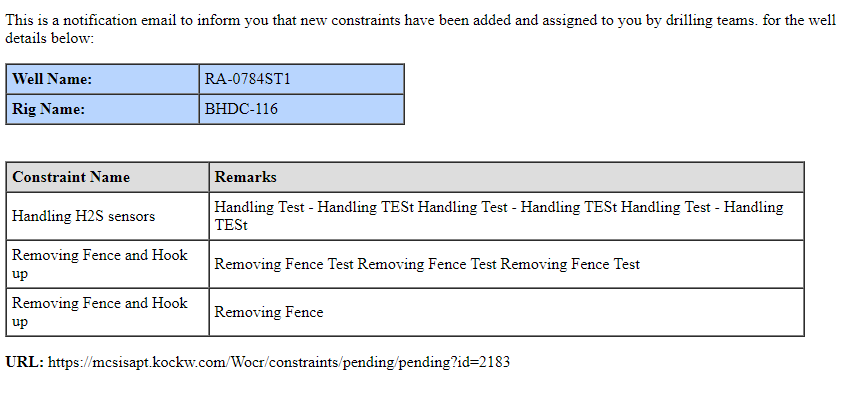 This is a notification email to inform you that new constraints have been added and assigned to you by drilling teams. for the well
details below:
Well Name: RA-0784ST1
Rig Name: BHDC-116
Constraint Name Remarks
Handling H2S sensors Handling Test - Handling TESt Handling Test - Handling TESt Handling Test - Handling
TESt
Removing Fence and Hook
up Removing Fence Test Removing Fence Test Removing Fence Test
Removing Fence and Hook
up Removing Fence
URL: https://mcsisapt.kockw.com/Wocr/constraints/pending/pending?id=2183